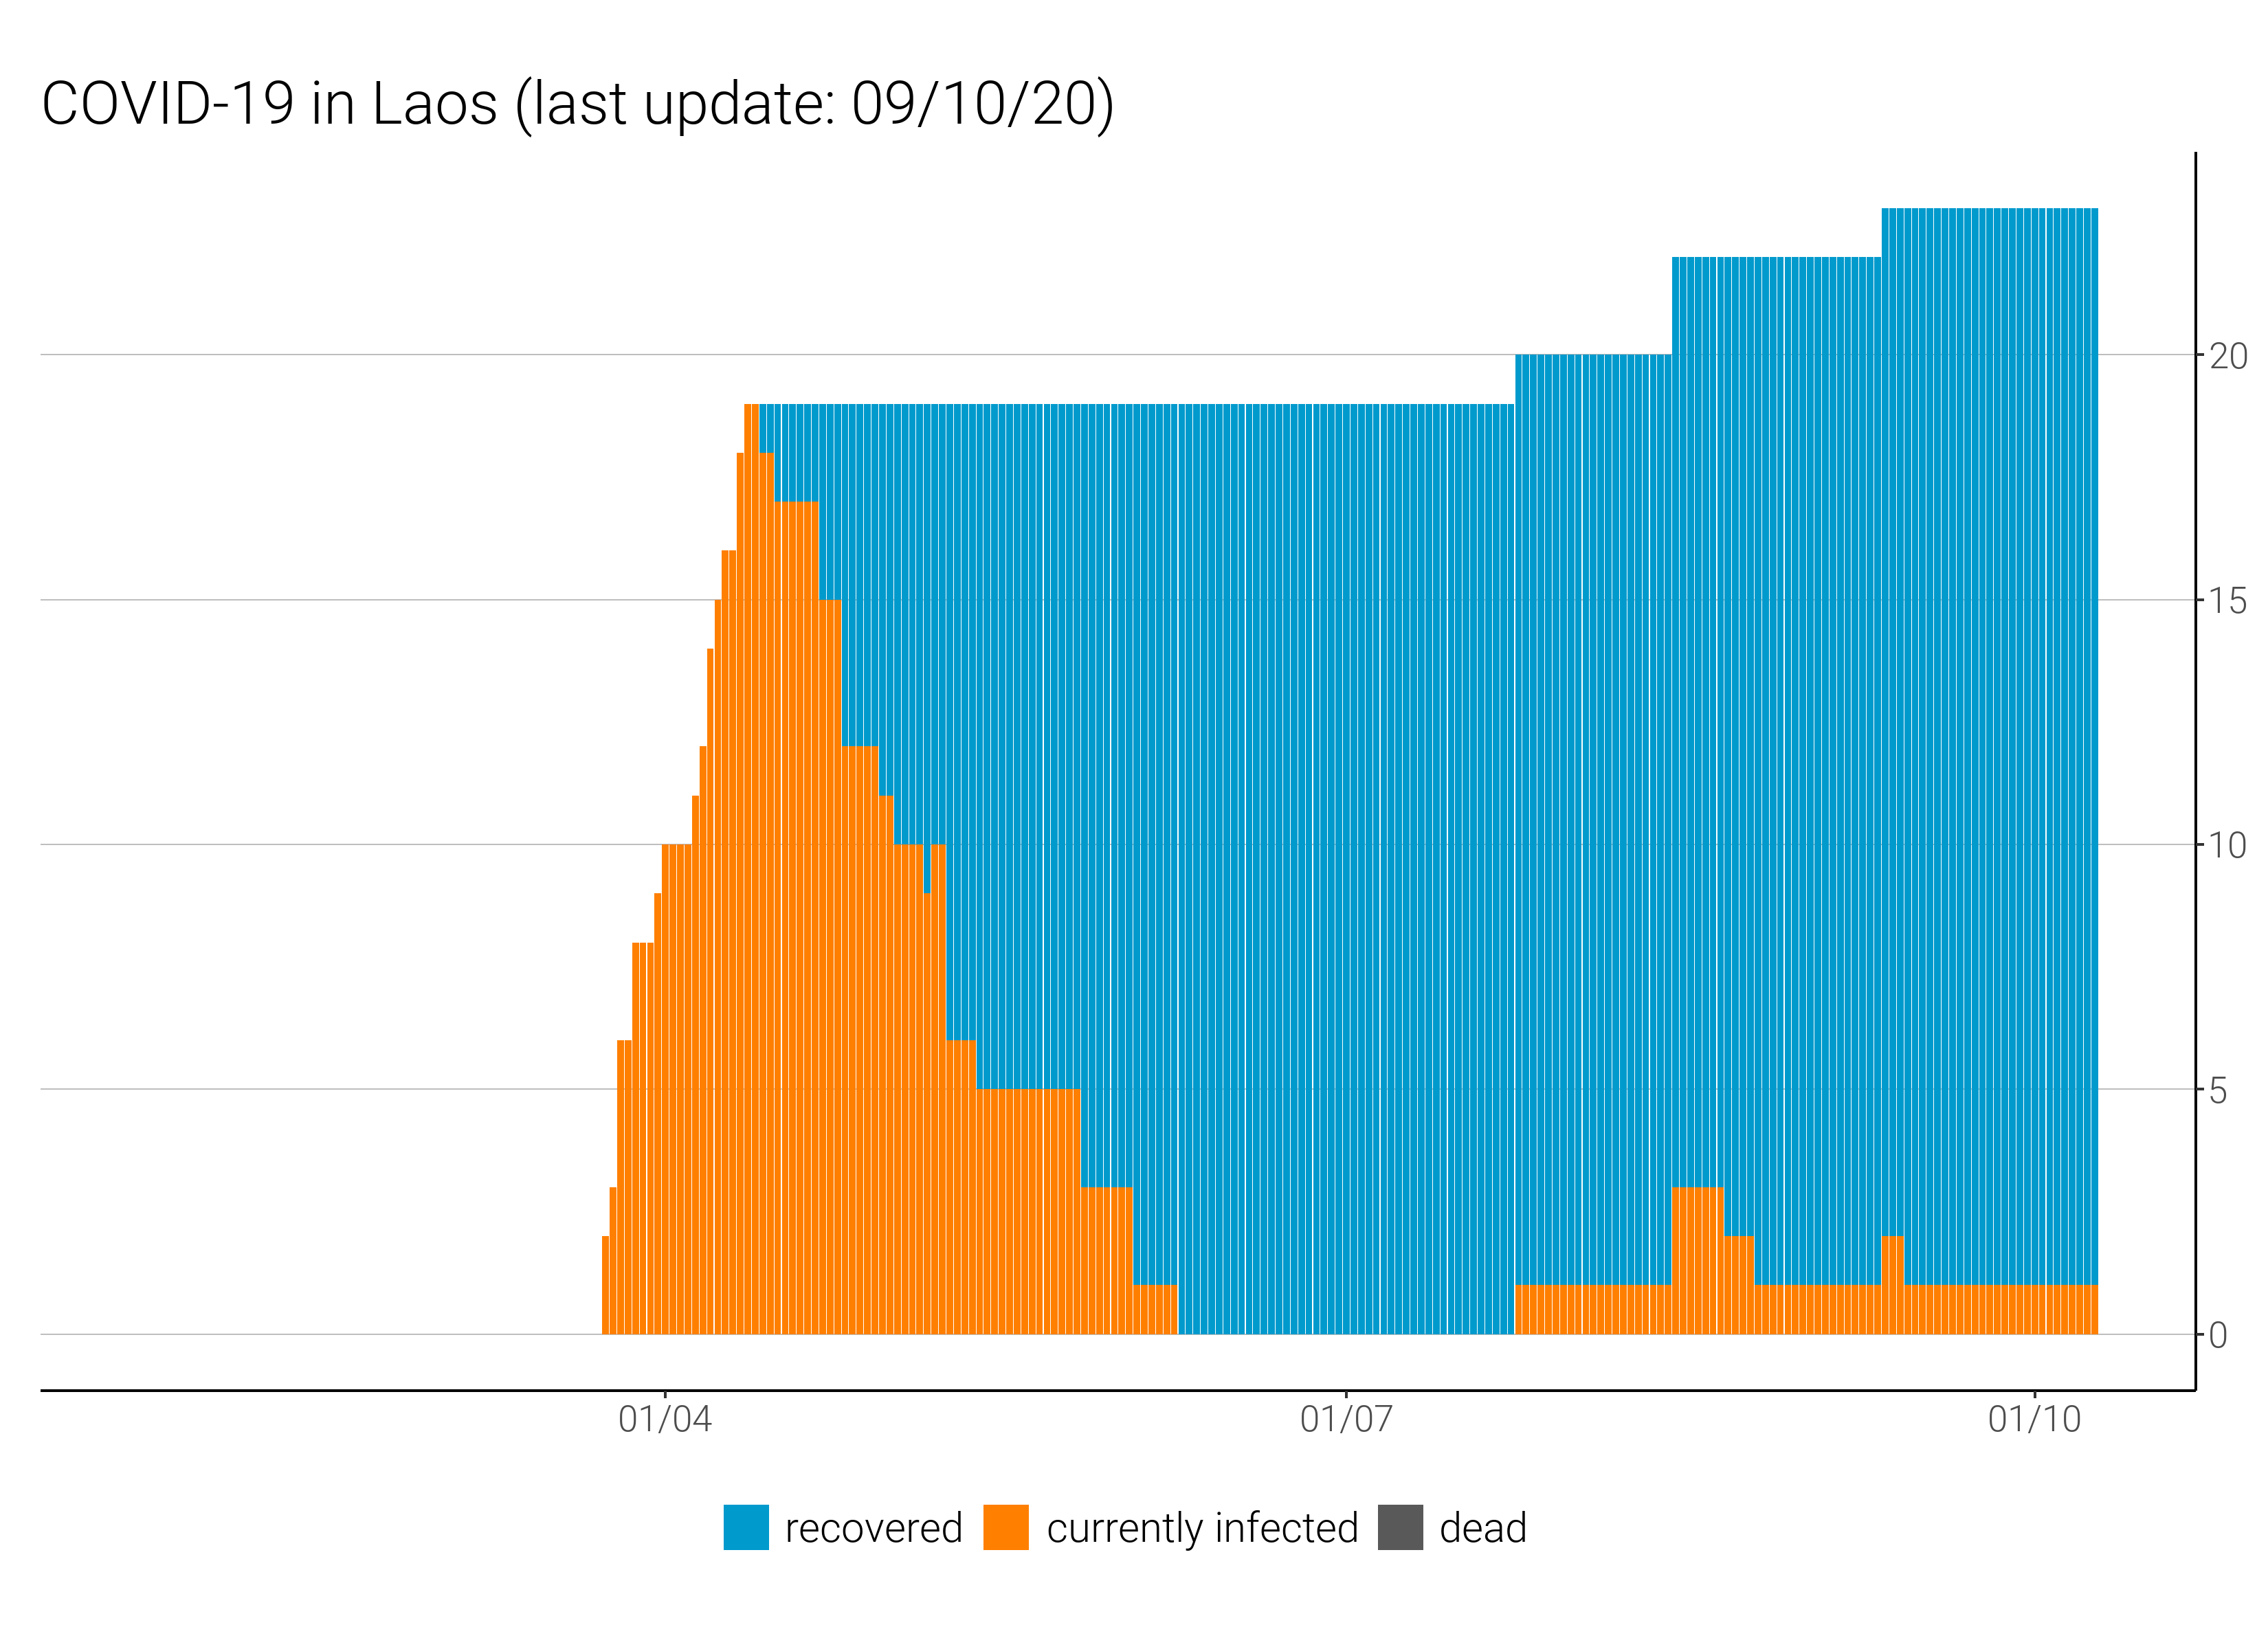 COVID-19 in Laos (last update: 09/10/20)
20
15
10
5
0
01/04 01/07 01/10
recovered currently infected dead